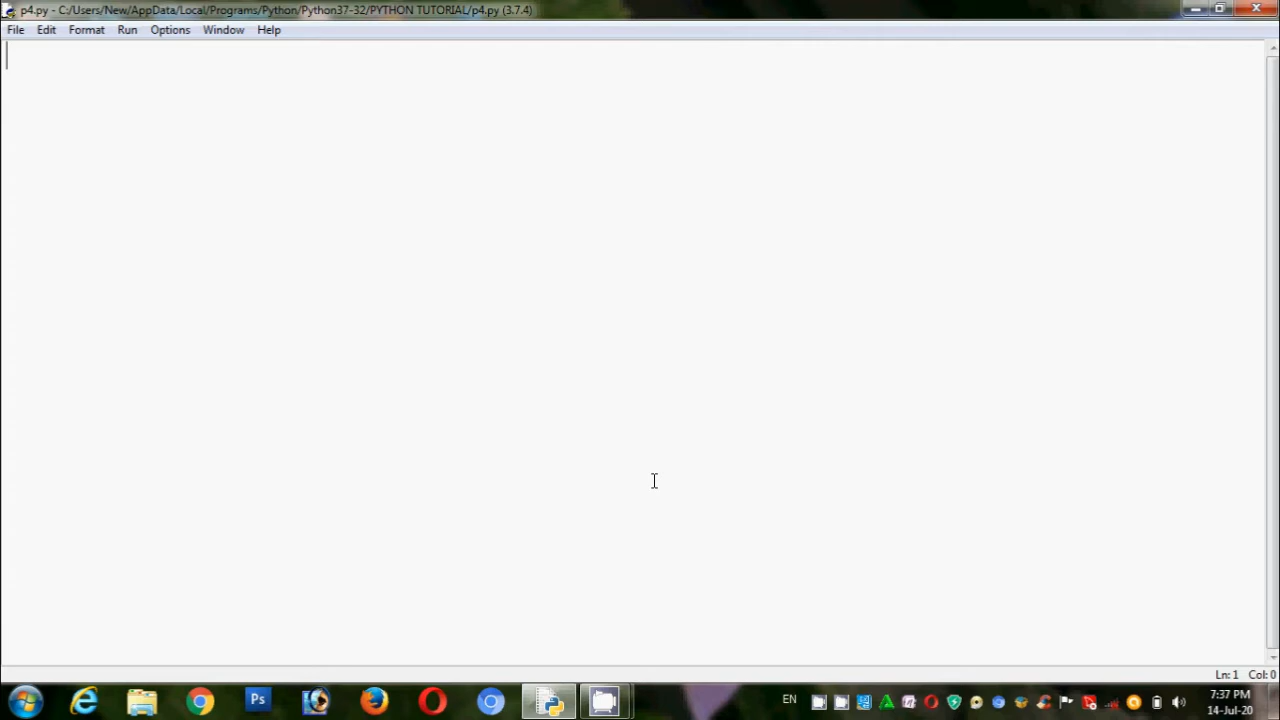 p4.py - C:/Users/New/AppData/Local/Programs/Python/Python37-32/PYTHON TUTORIAL/p4.py (3.7.4)
File Edit Format Run Options Window Help
Ln: 1 Col: 0
Ps
EN
7:37 PM
14-Jul-20